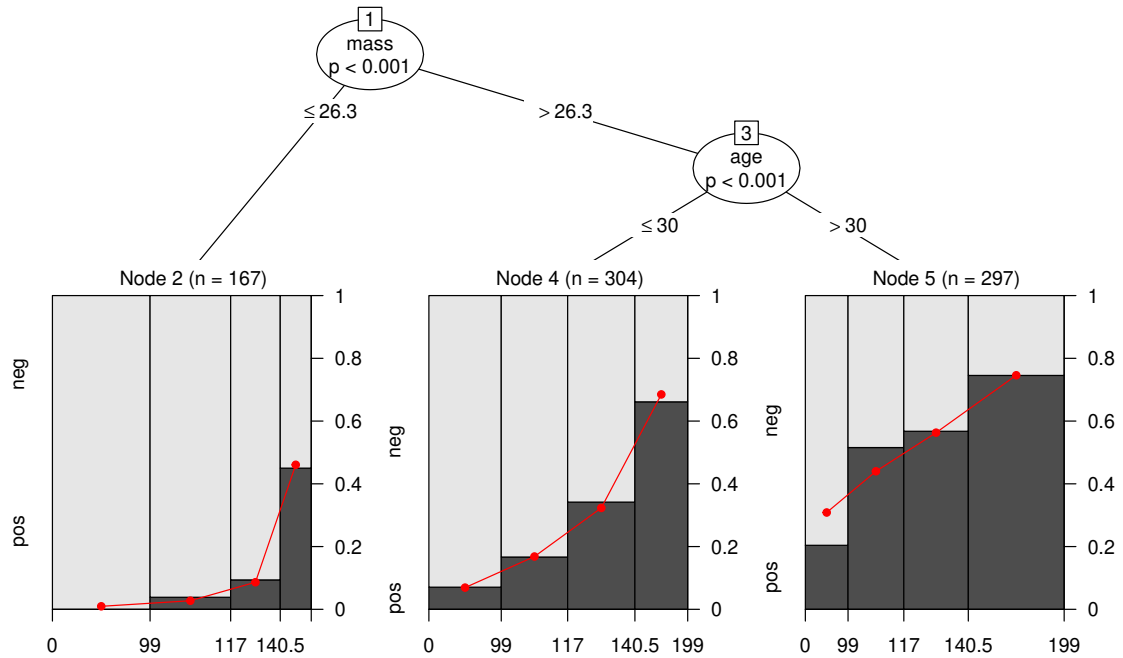 1
mass
p < 0.001
≤ 26.3
> 26.3
3
age
p < 0.001
≤ 30
> 30
Node 2 (n = 167)
pos
neg
0
99
117
140.5
0
0.2
0.4
0.6
0.8
1
Node 4 (n = 304)
pos
neg
0
99
117
140.5
199
0
0.2
0.4
0.6
0.8
1
Node 5 (n = 297)
pos
neg
0
99
117
140.5
199
0
0.2
0.4
0.6
0.8
1